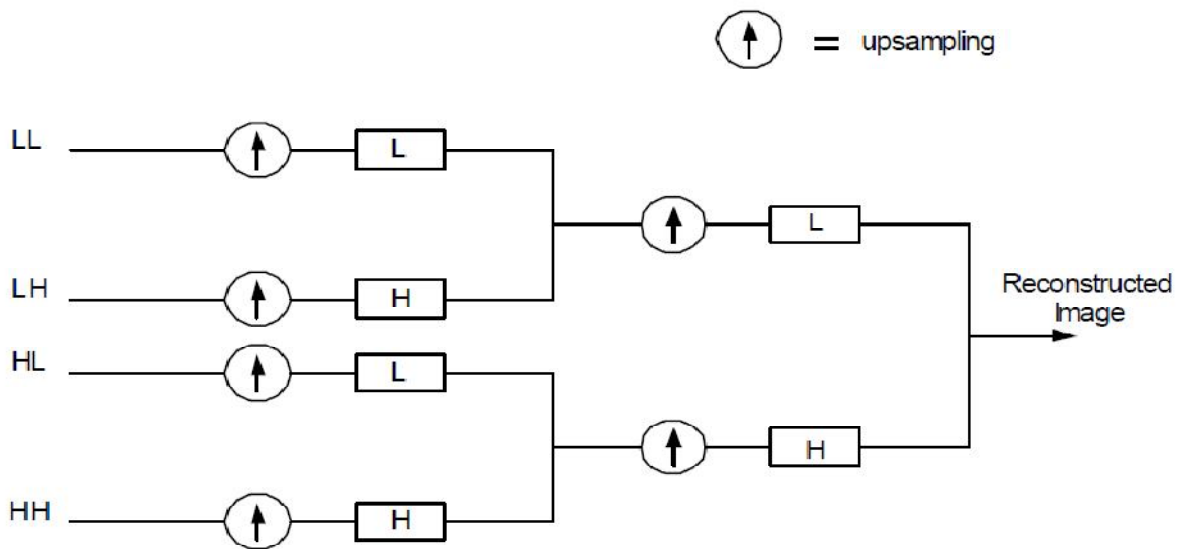 = upsampling
LL
L
L
LH
H
Reconstructed
Image
HL
L
H
HH
H